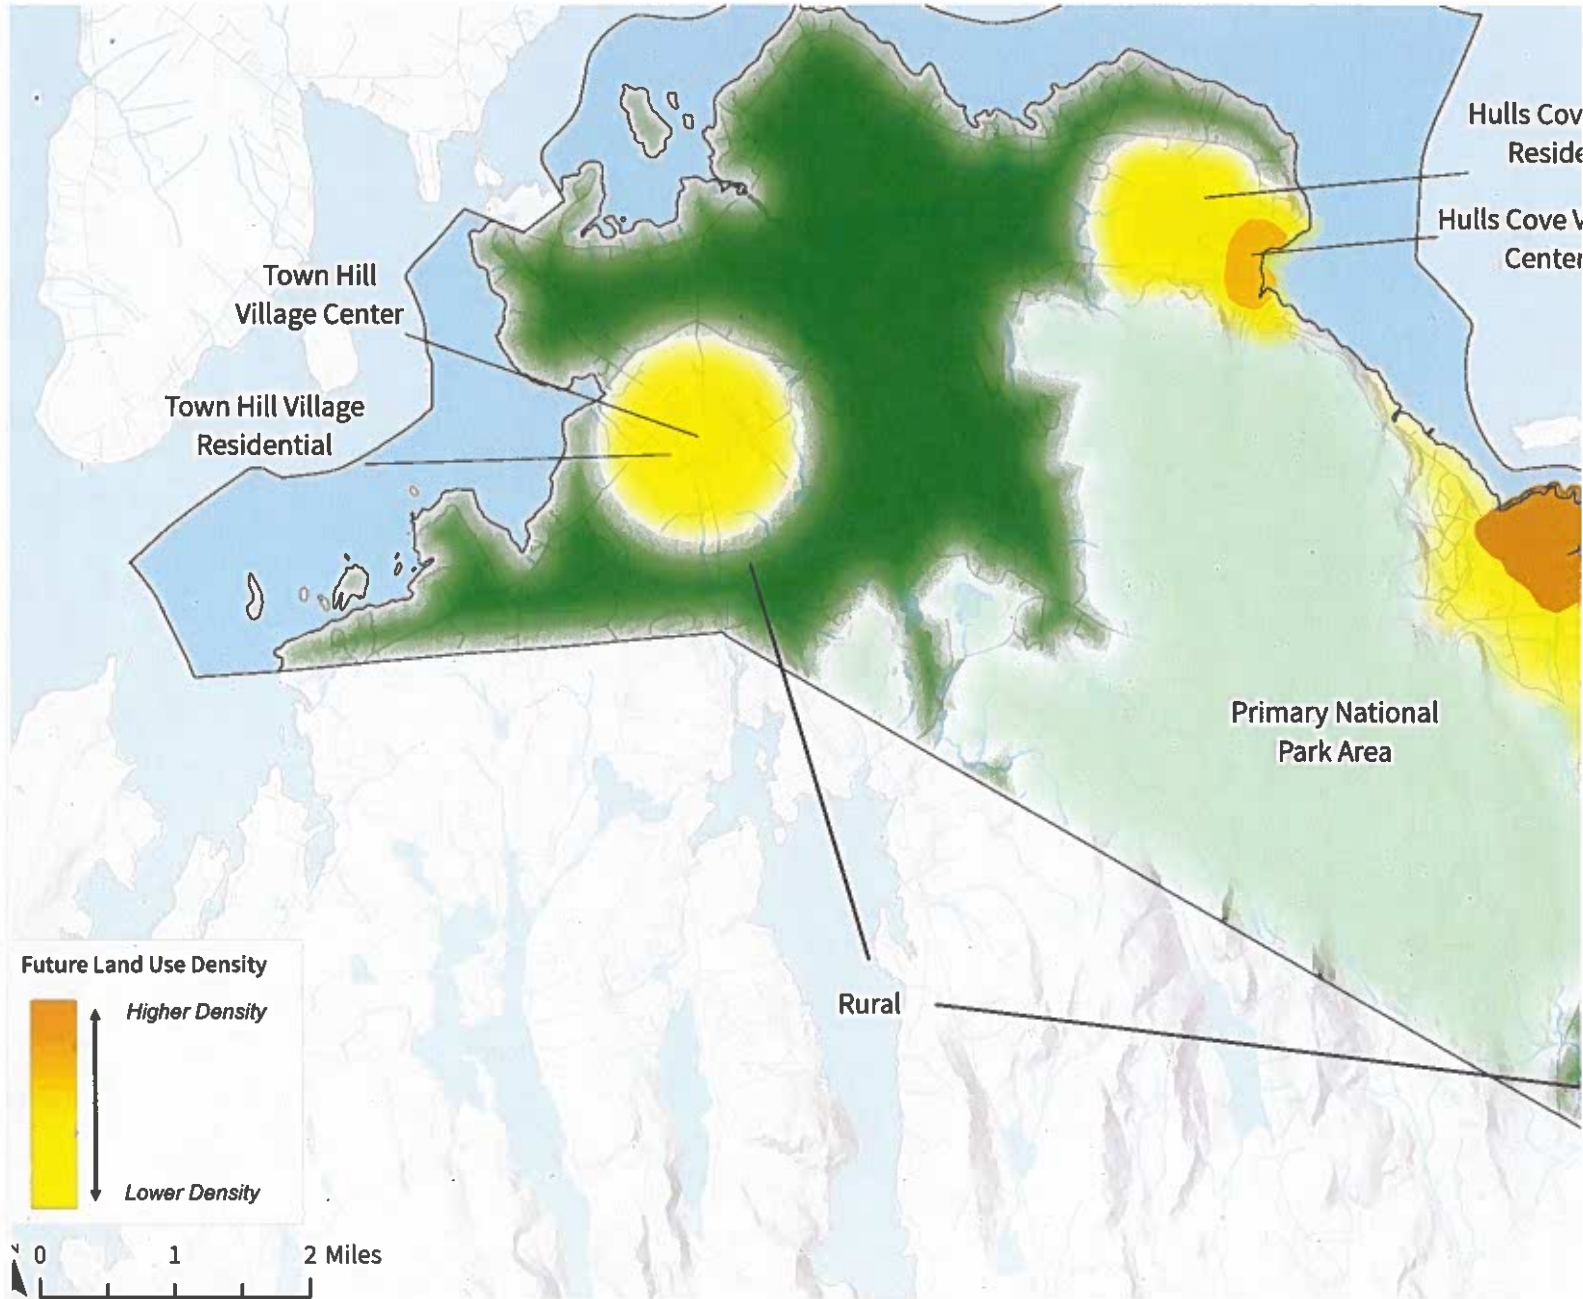 Hulls Cov
Reside
Hulls Cove V
Center
Town Hill
Village Center
Town Hill Village
Residential
Primary National
Park Area
Rural
Future Land Use Density
Higher Density
Lower Density
0 1 2 Miles